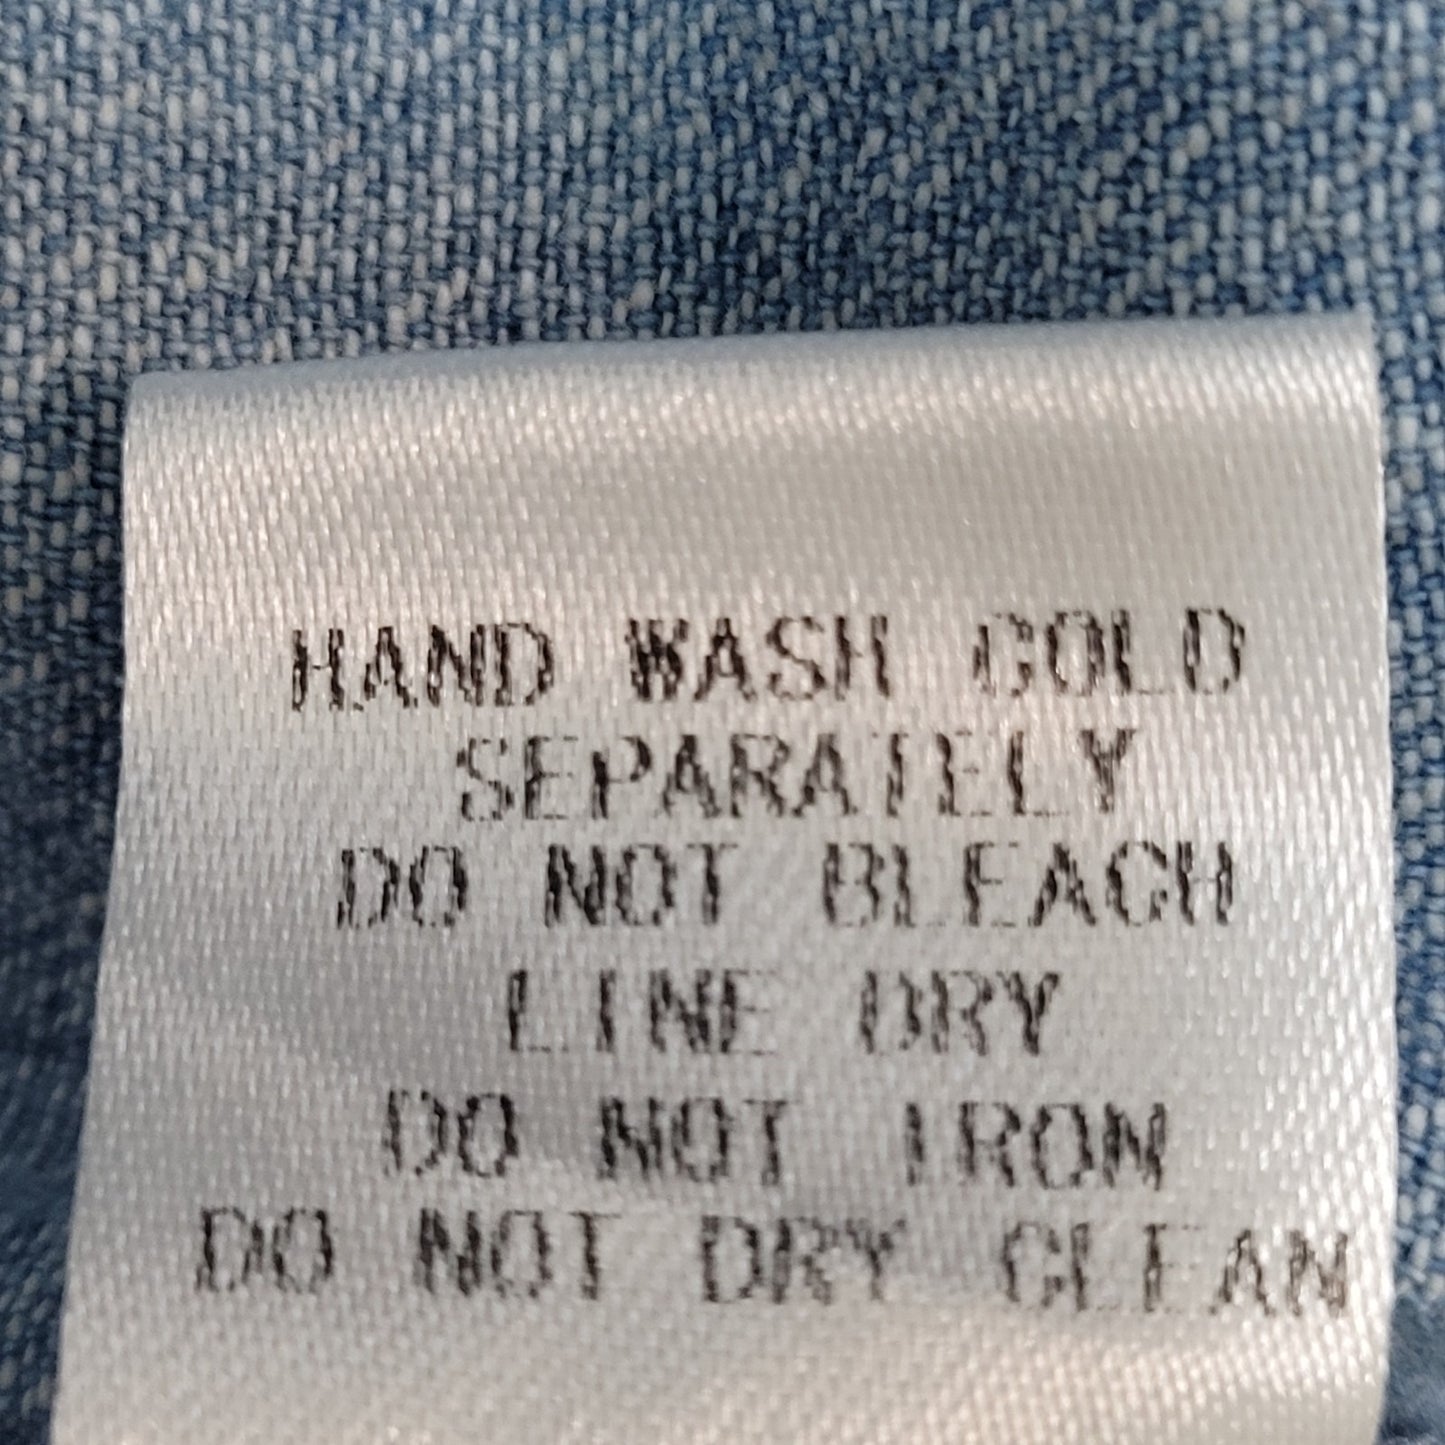 HAND WASH COLD
SEPARATELY
DO NOT BLEACH
LINE DRY
DO NOT IRON
DO NOT DRY CLEAN